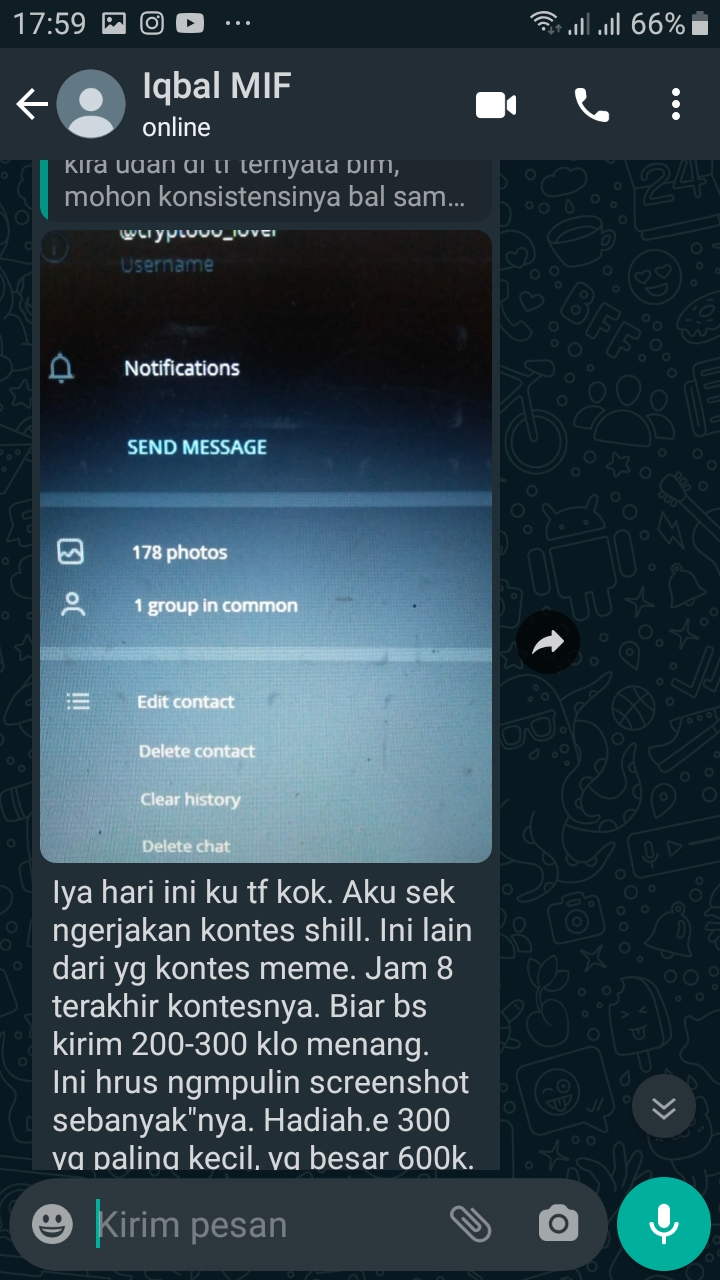 17:59
66%
Iqbal MIF
online
kira udah di tf ternyata blm,
mohon konsistensinya bal sam...
@crypto00_lover
Username
Notifications
SEND MESSAGE
178 photos
1 group in common
Edit contact
Delete contact
Clear history
Delete chat
Iya hari ini ku tf kok. Aku sek
ngerjakan kontes shill. Ini lain
dari yg kontes meme. Jam 8
terakhir kontesnya. Biar bs
kirim 200-300 klo menang.
Ini hrus ngmpulin screenshot
sebanyak"nya. Hadiah.e 300
yg paling kecil, yg besar 600k.
Kirim pesan